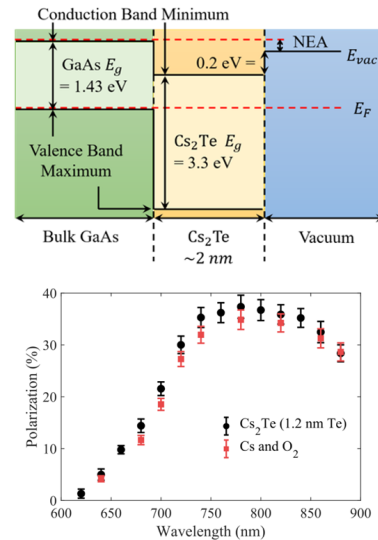 Conduction Band Minimum
NEA
GaAs E_g
= 1.43 eV
0.2 eV =
E_vac
E_F
Valence Band
Maximum
Cs₂Te E_g
= 3.3 eV
Bulk GaAs
Cs₂Te
~2 nm
Vacuum
Polarization (%)
40
30
20
10
0
Cs₂Te (1.2 nm Te)
Cs and O₂
600
650
700
750
800
850
900
Wavelength (nm)